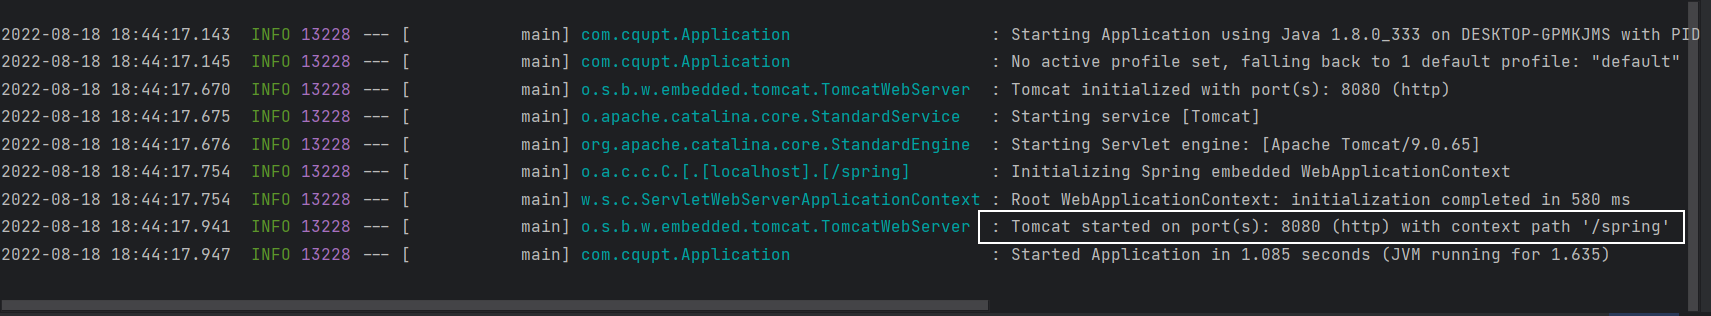 2022-08-18 18:44:17.143  INFO 13228 --- [           main] com.cqupt.Application                    : Starting Application using Java 1.8.0_333 on DESKTOP-GPMKJMS with PID
2022-08-18 18:44:17.145  INFO 13228 --- [           main] com.cqupt.Application                    : No active profile set, falling back to 1 default profile: "default"
2022-08-18 18:44:17.670  INFO 13228 --- [           main] o.s.b.w.embedded.tomcat.TomcatWebServer  : Tomcat initialized with port(s): 8080 (http)
2022-08-18 18:44:17.675  INFO 13228 --- [           main] o.apache.catalina.core.StandardService   : Starting service [Tomcat]
2022-08-18 18:44:17.676  INFO 13228 --- [           main] org.apache.catalina.core.StandardEngine  : Starting Servlet engine: [Apache Tomcat/9.0.65]
2022-08-18 18:44:17.754  INFO 13228 --- [           main] o.a.c.c.C.[.[localhost].[/spring]        : Initializing Spring embedded WebApplicationContext
2022-08-18 18:44:17.754  INFO 13228 --- [           main] w.s.c.ServletWebServerApplicationContext : Root WebApplicationContext: initialization completed in 580 ms
2022-08-18 18:44:17.941  INFO 13228 --- [           main] o.s.b.w.embedded.tomcat.TomcatWebServer  : Tomcat started on port(s): 8080 (http) with context path '/spring'
2022-08-18 18:44:17.947  INFO 13228 --- [           main] com.cqupt.Application                    : Started Application in 1.085 seconds (JVM running for 1.635)